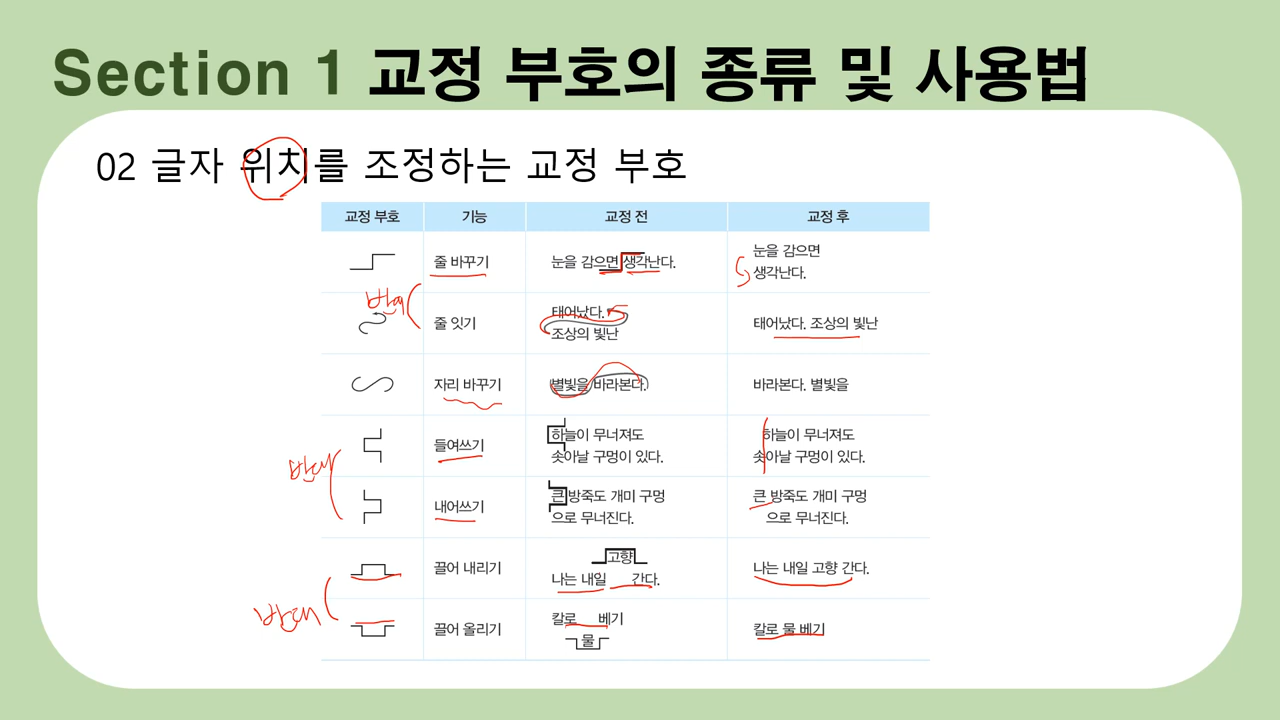 Section 1 교정 부호의 종류 및 사용법
02 글자 위치를 조정하는 교정 부호
교정 부호 기능 교정 전 교정 후
줄 바꾸기 눈을 감으면 생각난다. 눈을 감으면
생각난다.
반대
줄 잇기 태어났다. 태어났다. 조상의 빛난
조상의 빛난
자리 바꾸기 별빛을 바라본다. 바라본다. 별빛을
들여쓰기 하늘이 무너져도 하늘이 무너져도
솟아날 구멍이 있다. 솟아날 구멍이 있다.
반대
내어쓰기 큰 방죽도 개미 구멍 큰 방죽도 개미 구멍
으로 무너진다. 으로 무너진다.
끌어 내리기 고향 나는 내일 고향 간다.
나는 내일 간다.
반대
끌어 올리기 칼로 베기 칼로 물 베기
물